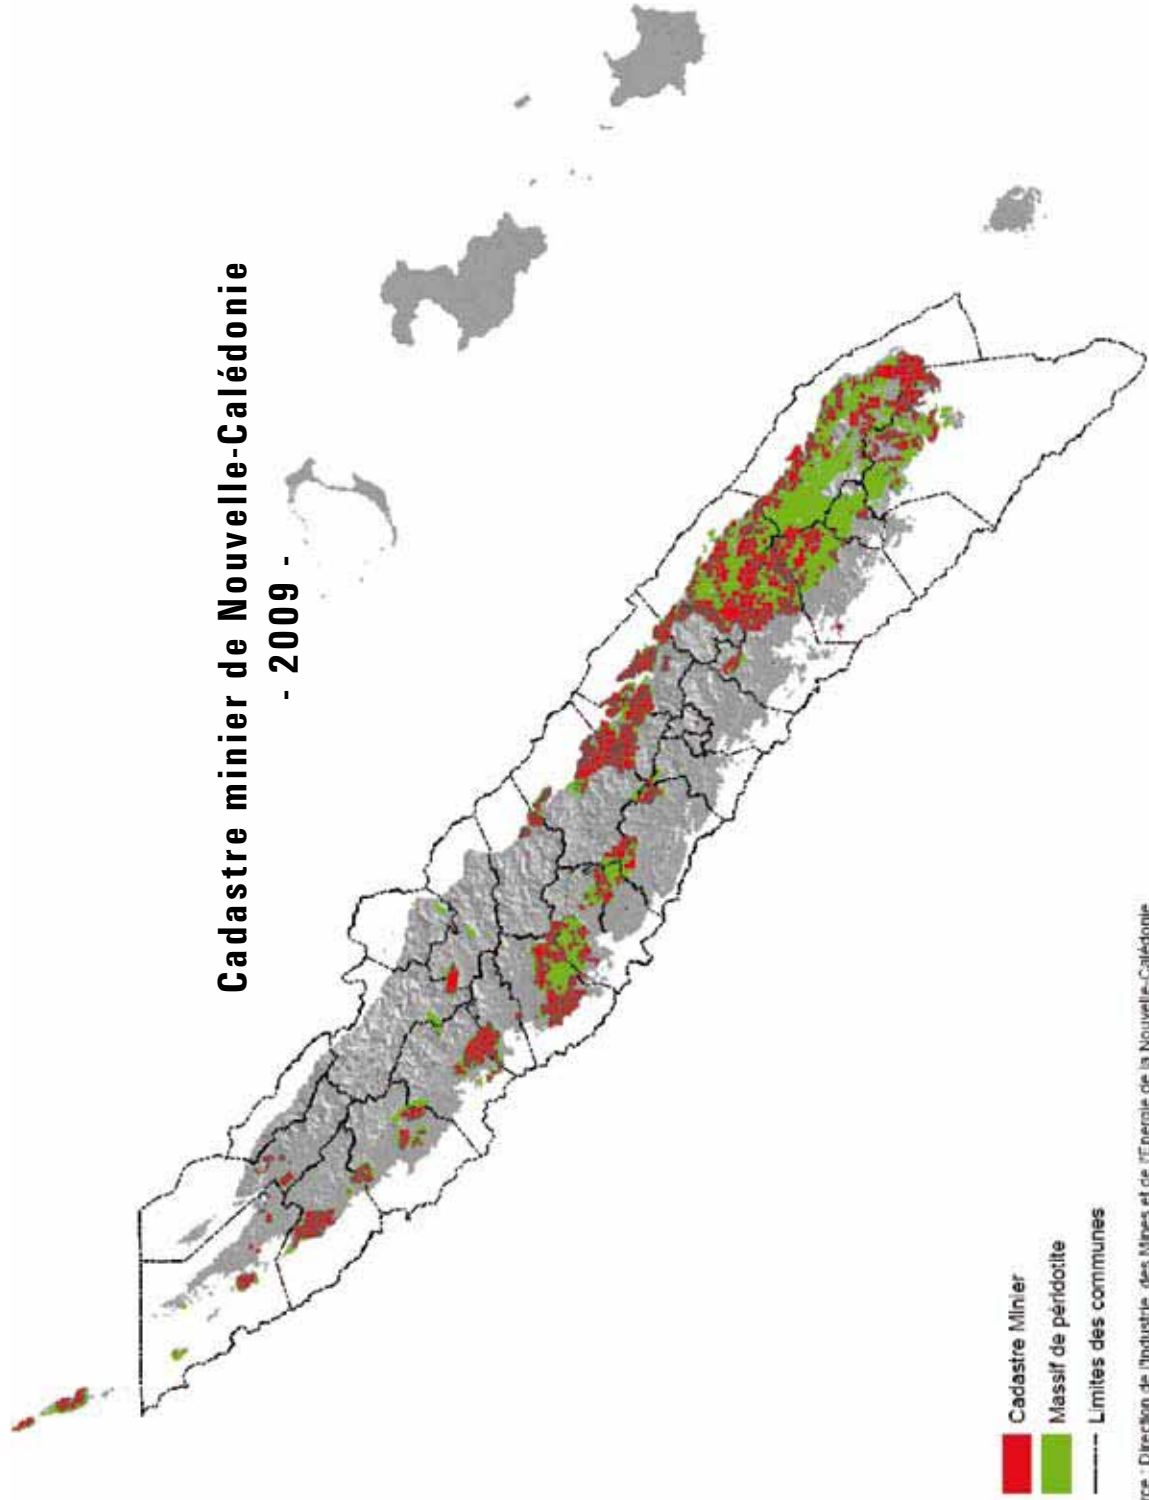 Cadastre minier de Nouvelle-Calédonie
- 2009 -
Cadastre Minier
Massif de péridotite
Limites des communes
rce : Direction de l'Industrie, des Mines et de l'Energie de la Nouvelle-Calédonie